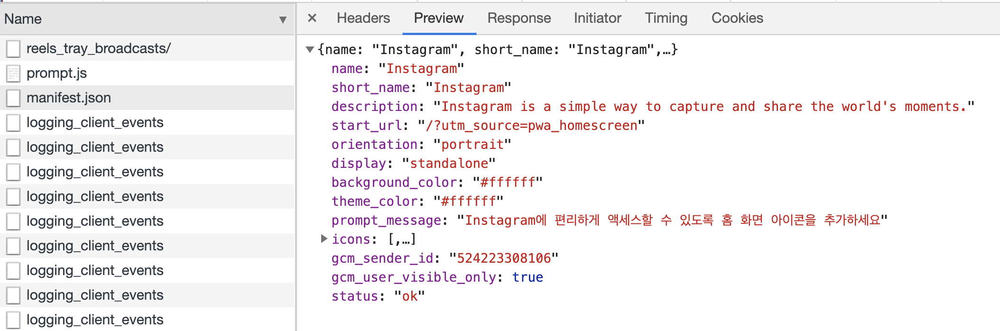 Name
reels_tray_broadcasts/
prompt.js
manifest.json
logging_client_events
logging_client_events
logging_client_events
logging_client_events
logging_client_events
logging_client_events
logging_client_events
logging_client_events
logging_client_events
Headers Preview Response Initiator Timing Cookies
{name: "Instagram", short_name: "Instagram",…}
name: "Instagram"
short_name: "Instagram"
description: "Instagram is a simple way to capture and share the world's moments."
start_url: "/?utm_source=pwa_homescreen"
orientation: "portrait"
display: "standalone"
background_color: "#ffffff"
theme_color: "#ffffff"
prompt_message: "Instagram에 편리하게 액세스할 수 있도록 홈 화면 아이콘을 추가하세요"
icons: [,…]
gcm_sender_id: "524223308106"
gcm_user_visible_only: true
status: "ok"